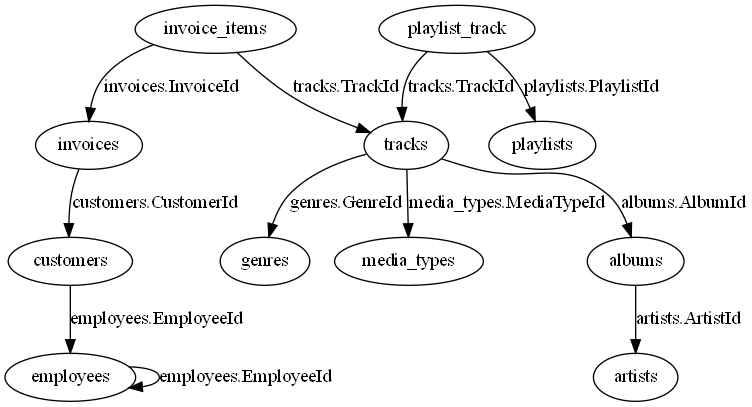 invoice_items
playlist_track
invoices.InvoiceId
tracks.TrackId
tracks.TrackId
playlists.PlaylistId
invoices
tracks
playlists
customers.CustomerId
genres.GenreId
media_types.MediaTypeId
albums.AlbumId
customers
genres
media_types
albums
employees.EmployeeId
artists.ArtistId
employees
employees.EmployeeId
artists